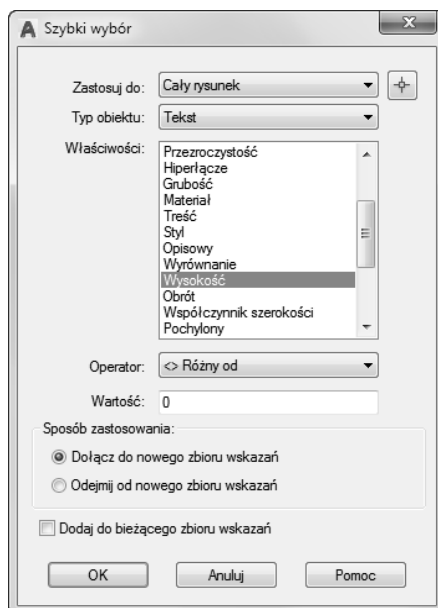 Szybki wybór
Zastosuj do: Cały rysunek
Typ obiektu: Tekst
Właściwości: Przezroczystość
Hiperłącze
Grubość
Materiał
Treść
Styl
Opisowy
Wyrównanie
Wysokość
Obrót
Współczynnik szerokości
Pochylony
Operator: <> Różny od
Wartość: 0
Sposób zastosowania:
Dołącz do nowego zbioru wskazań
Odejmij od nowego zbioru wskazań
Dodaj do bieżącego zbioru wskazań
OK Anuluj Pomoc